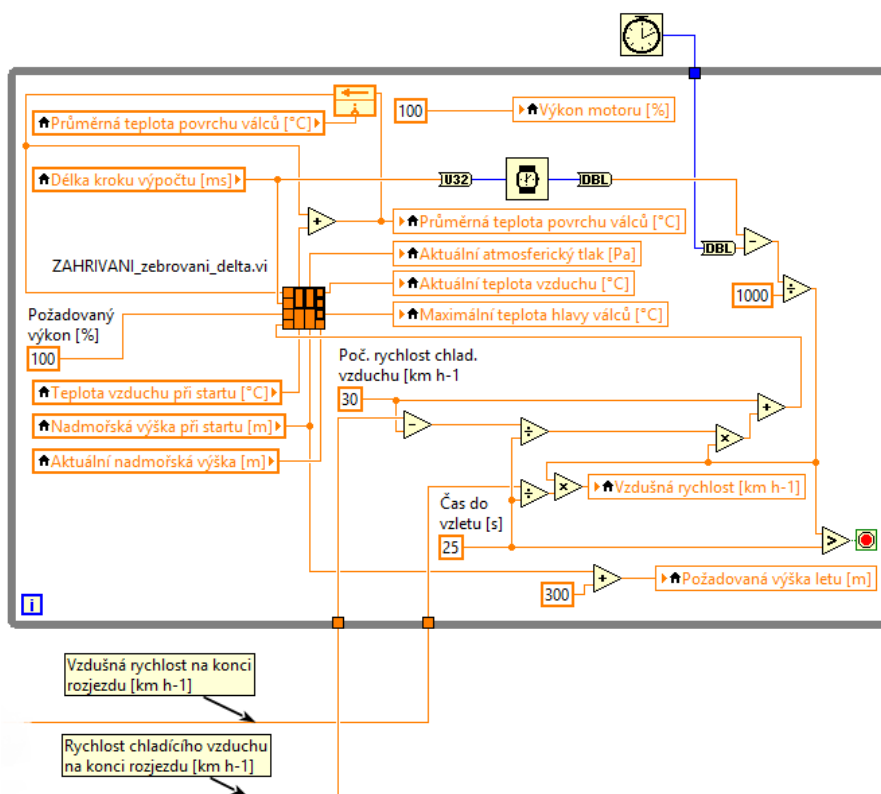 Průměrná teplota povrchu válců [°C]
100
Výkon motoru [%]
Délka kroku výpočtu [ms]
U32
DBL
+
Průměrná teplota povrchu válců [°C]
DBL
-
Aktuální atmosferický tlak [Pa]
ZAHRIVANI_zebrovani_delta.vi
Aktuální teplota vzduchu [°C]
1000
÷
Maximální teplota hlavy válců [°C]
Požadovaný
výkon [%]
100
Poč. rychlost chlad.
vzduchu [km h-1
30
Teplota vzduchu při startu [°C]
+
Nadmořská výška při startu [m]
-
÷
×
Aktuální nadmořská výška [m]
÷
×
Vzdušná rychlost [km h-1]
Čas do
vzletu [s]
25
>
300
+
Požadovaná výška letu [m]
i
Vzdušná rychlost na konci
rozjezdu [km h-1]
Rychlost chladícího vzduchu
na konci rozjezdu [km h-1]